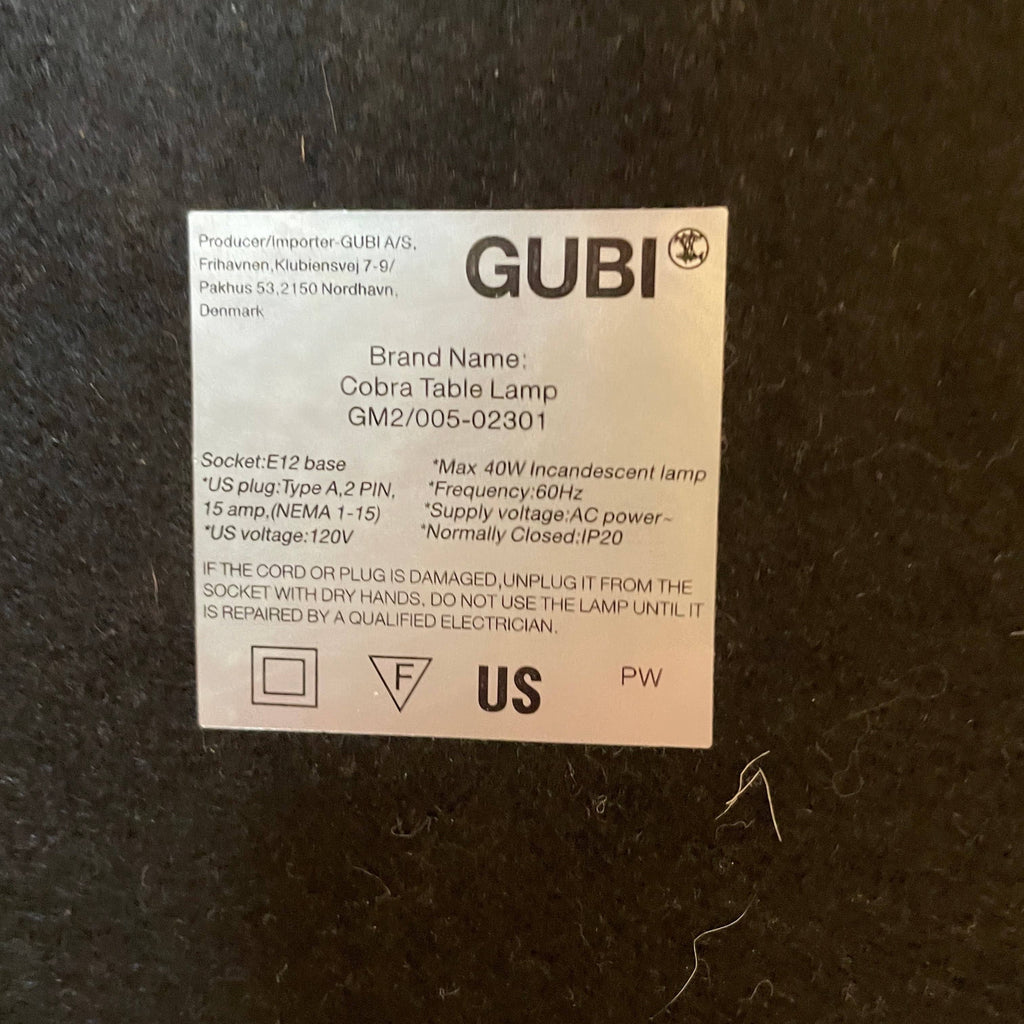 Producer/Importer-GUBI A/S,
Frihavnen,Klubiensvej 7-9/
Pakhus 53,2150 Nordhavn,
Denmark
GUBI
Brand Name:
Cobra Table Lamp
GM2/005-02301
Socket:E12 base
*US plug:Type A,2 PIN,
15 amp,(NEMA 1-15)
*US voltage:120V
*Max 40W Incandescent lamp
*Frequency:60Hz
*Supply voltage:AC power~
*Normally Closed:IP20
IF THE CORD OR PLUG IS DAMAGED,UNPLUG IT FROM THE
SOCKET WITH DRY HANDS, DO NOT USE THE LAMP UNTIL IT
IS REPAIRED BY A QUALIFIED ELECTRICIAN.
F
US
PW